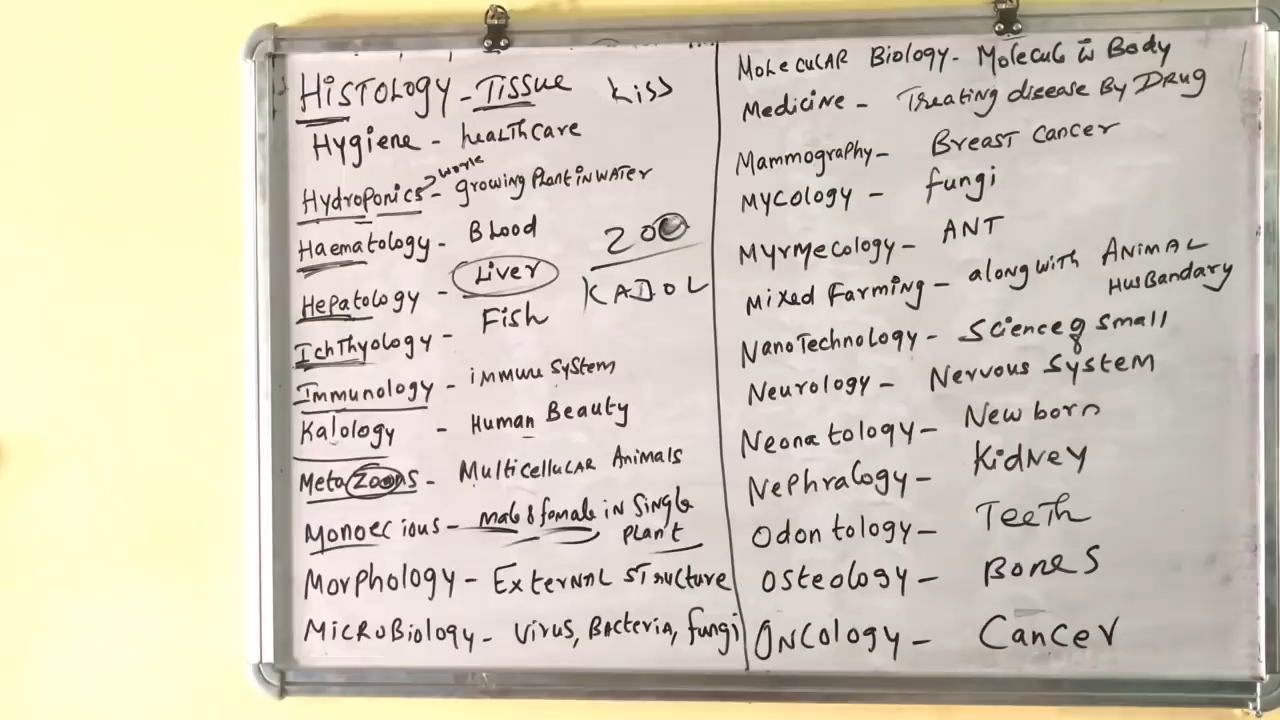 HISTOLOGY - TISSUE Kiss
Hygiene - healthcare
Hydroponics - growing Plant in WATER
Haematology - Blood
200
Hepatology - Liver
KADOL
Ichthyology - Fish
Immunology - immune System
Kalology - Human Beauty
MetaZoons - Multicellular Animals
Monoecious - male & female in Single
Plant
Morphology - External Structure
MicroBiology - Virus, Bacteria, fungi
Molecular Biology - Molecul in Body
Medicine - Treating disease By Drug
Mammography - Breast Cancer
Mycology - fungi
Myrmecology - ANT
Mixed Farming - along with Animal
Husbandary
NanoTechnology - Science of Small
Neurology - Nervous System
Neonatology - New born
Nephralogy - Kidney
Odontology - Teeth
Osteology - Bones
Oncology - Cancer